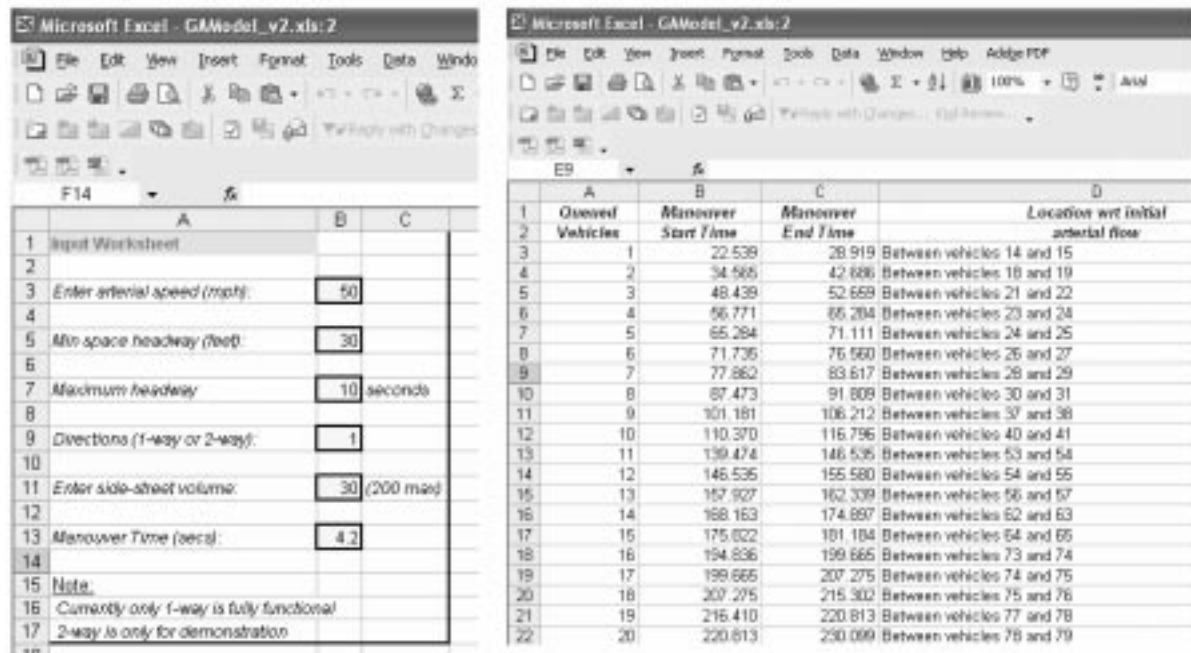 Microsoft Excel - GAModel_v2.xls:2
File Edit View Insert Format Tools Data Windo
Reply with Changes
F14 fx
A B C
1 Input Worksheet
2
3 Enter arterial speed (mph): 50
4
5 Min space headway (feet): 30
6
7 Maximum headway 10 seconds
8
9 Directions (1-way or 2-way): 1
10
11 Enter side-street volume: 30 (200 max)
12
13 Manouver Time (secs): 4.2
14
15 Note:
16 Currently only 1-way is fully functional
17 2-way is only for demonstration
Microsoft Excel - GAModel_v2.xls:2
File Edit View Insert Format Tools Data Window Help Adobe PDF
100% Arial
Reply with Changes... End Review...
E9 fx
A B C D
1 Queued Manouver Manouver Location wrt initial
2 Vehicles Start Time End Time arterial flow
3 1 22.539 28.919 Between vehicles 14 and 15
4 2 34.565 42.686 Between vehicles 18 and 19
5 3 48.439 52.659 Between vehicles 21 and 22
6 4 56.771 65.284 Between vehicles 23 and 24
7 5 65.284 71.111 Between vehicles 24 and 25
8 6 71.735 76.560 Between vehicles 26 and 27
9 7 77.862 83.617 Between vehicles 28 and 29
10 8 87.473 91.809 Between vehicles 30 and 31
11 9 101.181 106.212 Between vehicles 37 and 38
12 10 110.370 116.796 Between vehicles 40 and 41
13 11 139.474 146.535 Between vehicles 53 and 54
14 12 146.535 155.580 Between vehicles 54 and 55
15 13 157.927 162.339 Between vehicles 56 and 57
16 14 168.163 174.897 Between vehicles 62 and 63
17 15 175.822 181.184 Between vehicles 64 and 65
18 16 194.836 199.665 Between vehicles 73 and 74
19 17 199.665 207.275 Between vehicles 74 and 75
20 18 207.275 215.302 Between vehicles 75 and 76
21 19 216.410 220.813 Between vehicles 77 and 78
22 20 220.813 230.099 Between vehicles 78 and 79